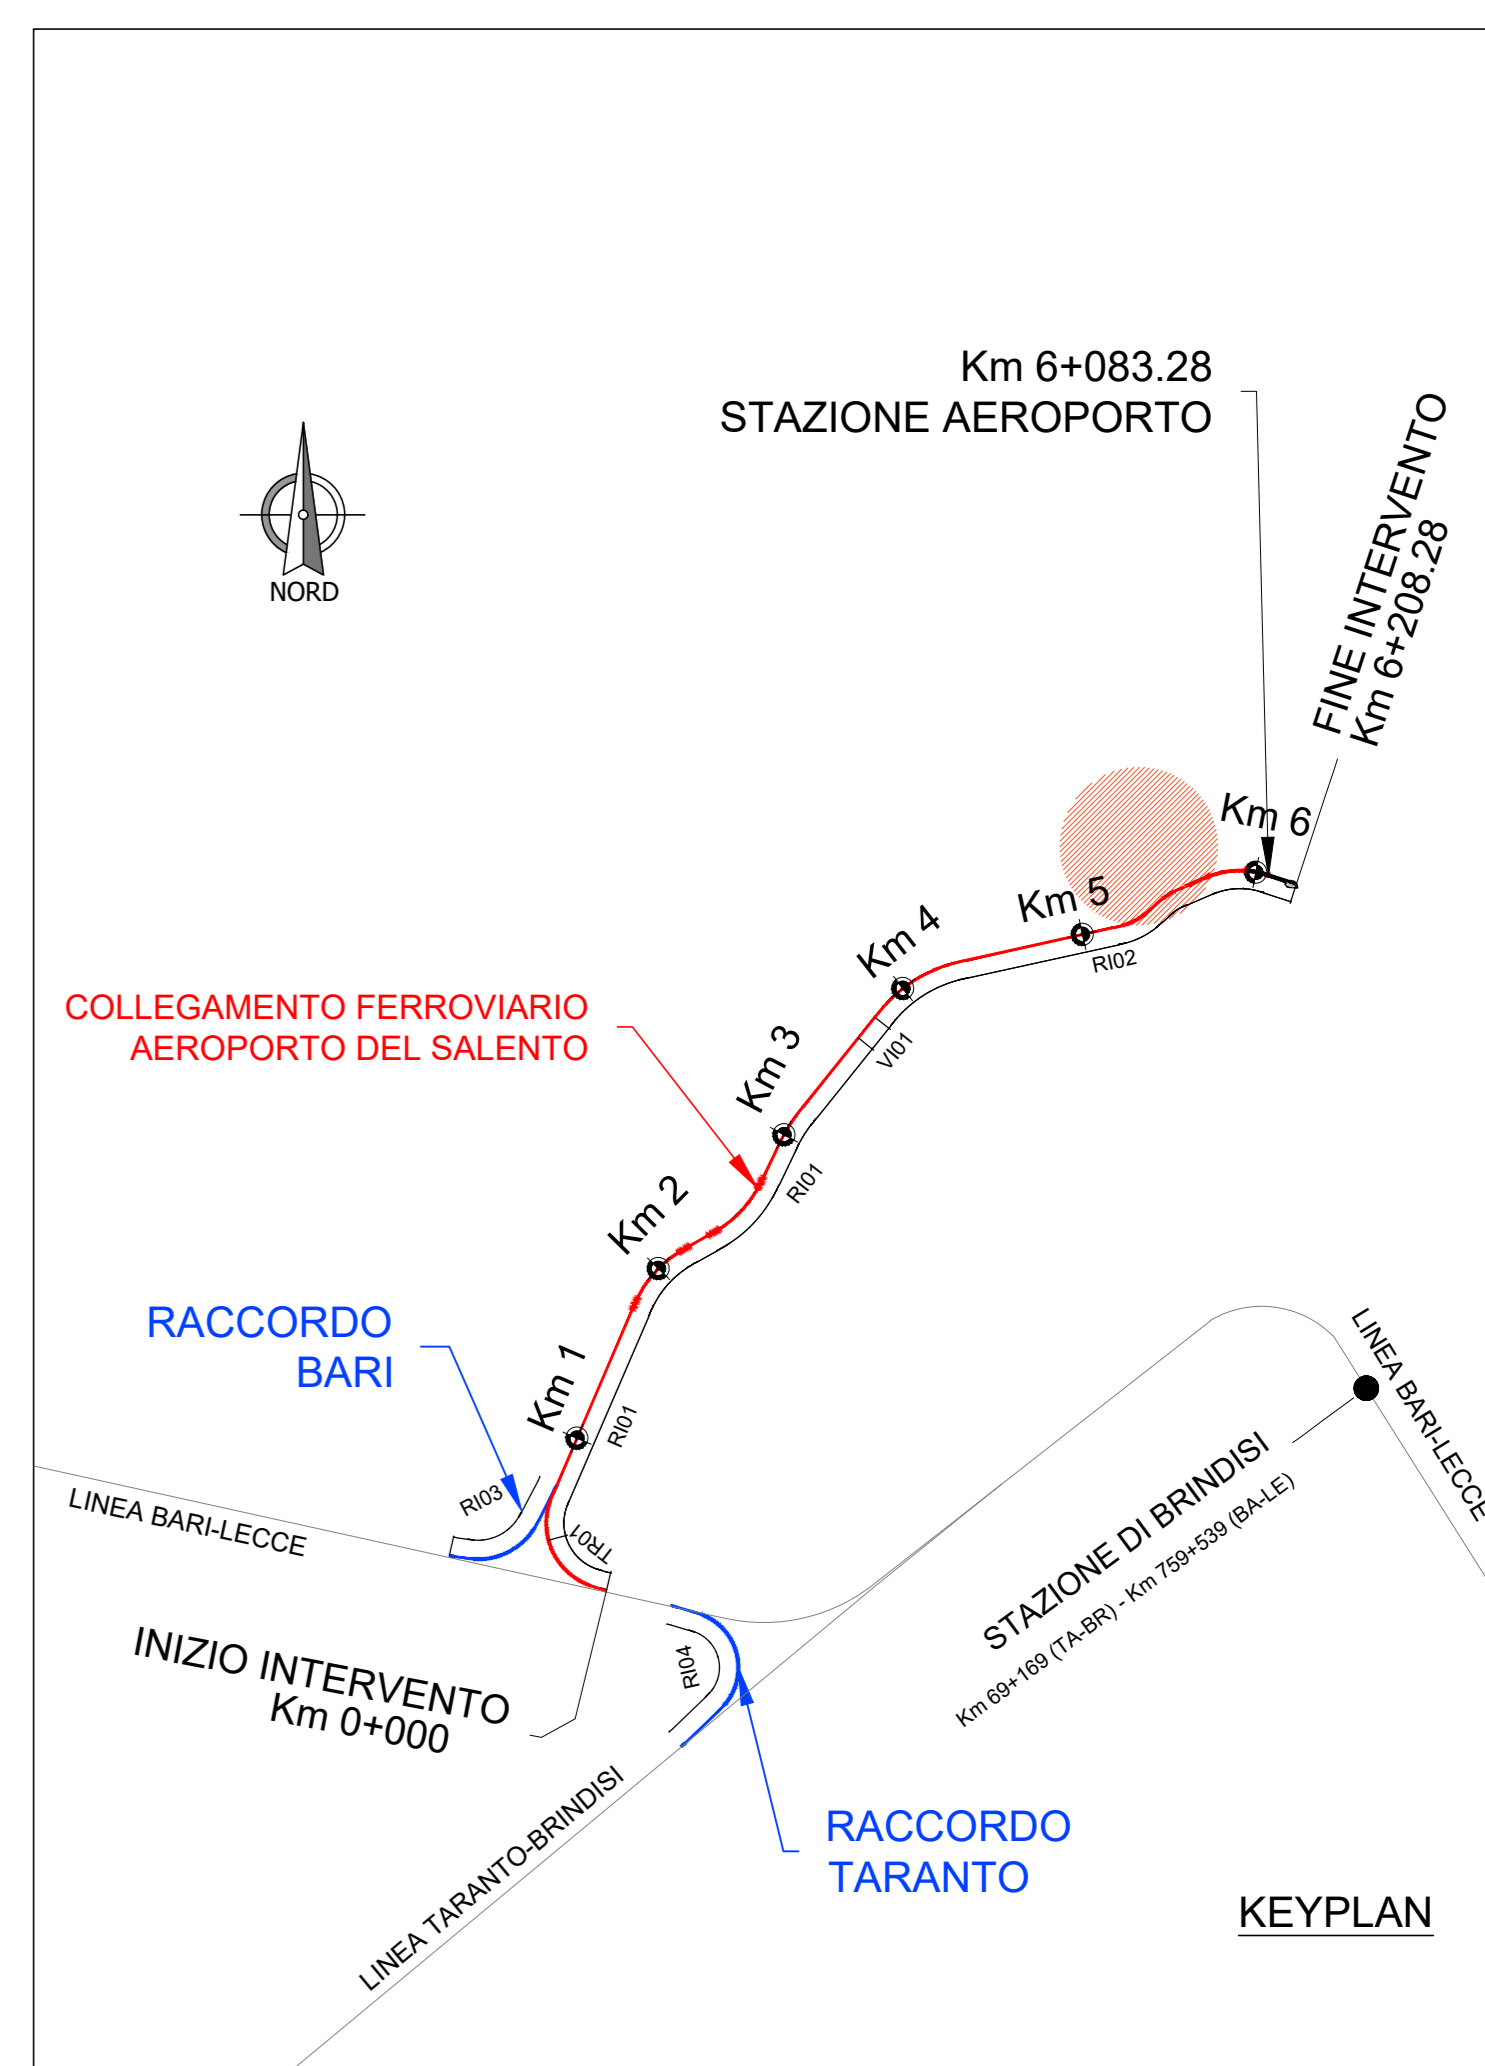 Km 6+083.28
STAZIONE AEROPORTO
FINE INTERVENTO
Km 6+208.28
NORD
Km 6
Km 5
RI02
Km 4
COLLEGAMENTO FERROVIARIO
AEROPORTO DEL SALENTO
Km 3
VI01
RI01
Km 2
RACCORDO
BARI
Km 1
RI01
LINEA BARI-LECCE
RI03
LINEA BARI-LECCE
TR01
STAZIONE DI BRINDISI
Km 69+169 (TA-BR) - Km 759+539 (BA-LE)
INIZIO INTERVENTO
Km 0+000
RI04
LINEA TARANTO-BRINDISI
RACCORDO
TARANTO
KEYPLAN